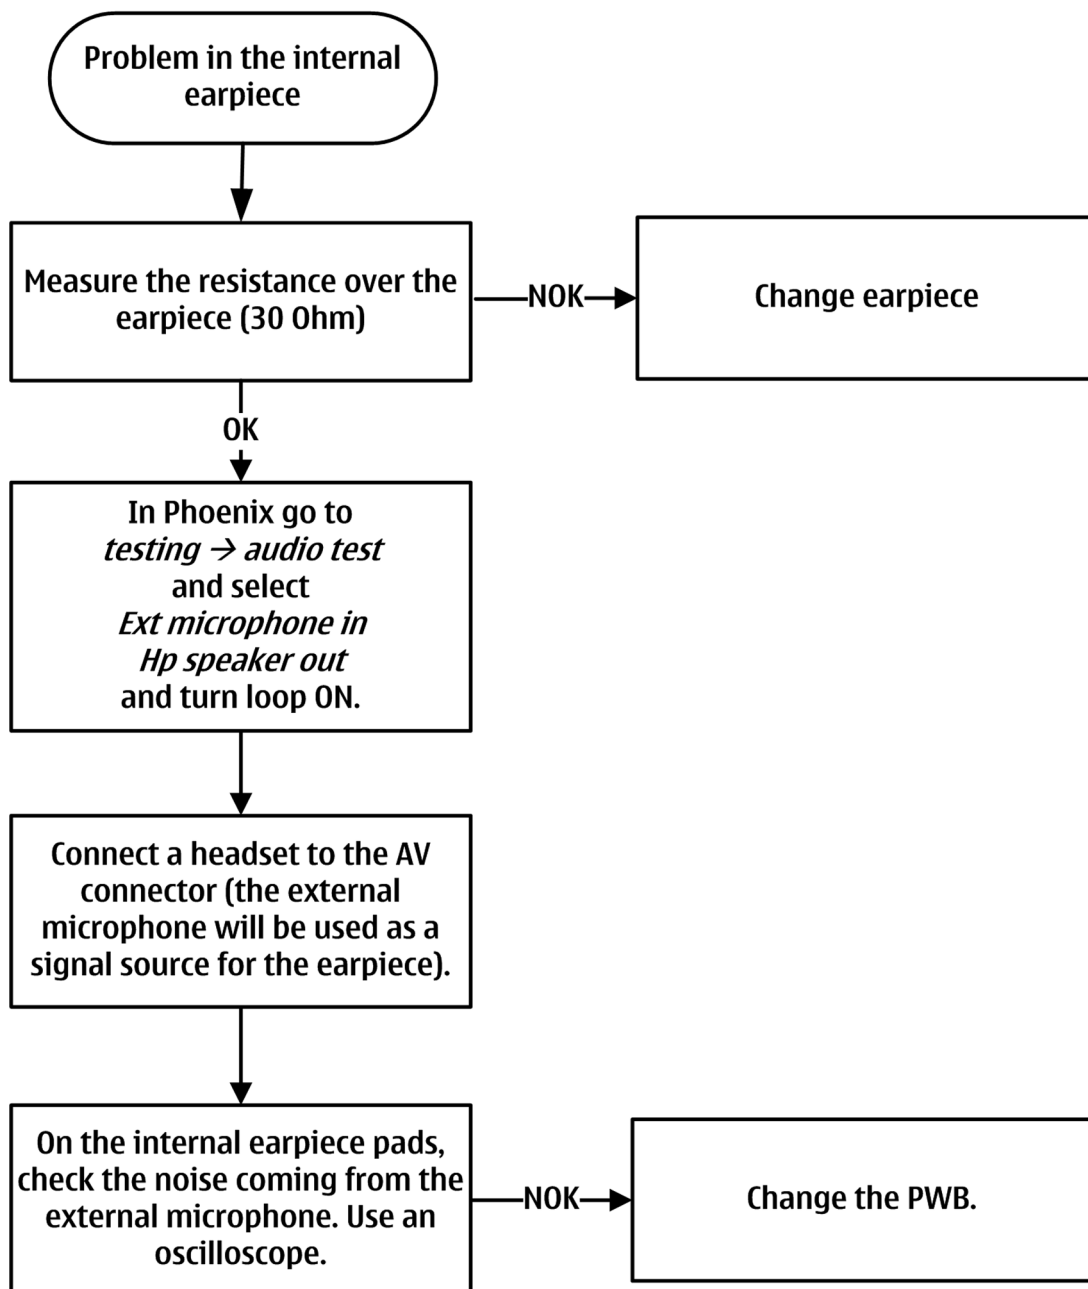 Problem in the internal
earpiece
Measure the resistance over the
earpiece (30 Ohm)
NOK
Change earpiece
OK
In Phoenix go to
testing → audio test
and select
Ext microphone in
Hp speaker out
and turn loop ON.
Connect a headset to the AV
connector (the external
microphone will be used as a
signal source for the earpiece).
On the internal earpiece pads,
check the noise coming from the
external microphone. Use an
oscilloscope.
NOK
Change the PWB.